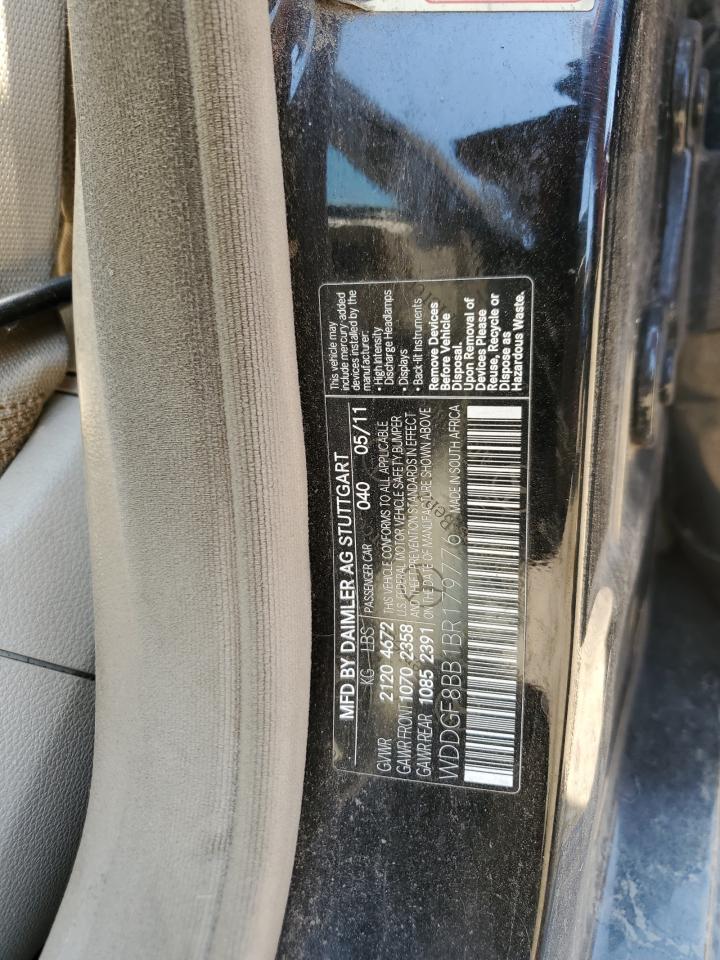 MFD BY DAIMLER AG STUTTGART
KG LBS PASSENGER CAR 040 05/11
GVWR 2120 4672
GAWR FRONT 1070 2358
GAWR REAR 1085 2391
THIS VEHICLE CONFORMS TO ALL APPLICABLE
U.S. FEDERAL MOTOR VEHICLE SAFETY, BUMPER
AND THEFT PREVENTION STANDARDS IN EFFECT
ON THE DATE OF MANUFACTURE SHOWN ABOVE
WDDGF8BB1BR179776 MADE IN SOUTH AFRICA
This vehicle may
include mercury added
devices installed by the
manufacturer:
• High Intensity
Discharge Headlamps
• Displays
• Back-lit Instruments
Remove Devices
Before Vehicle
Disposal.
Upon Removal of
Devices Please
Reuse, Recycle or
Dispose as
Hazardous Waste.